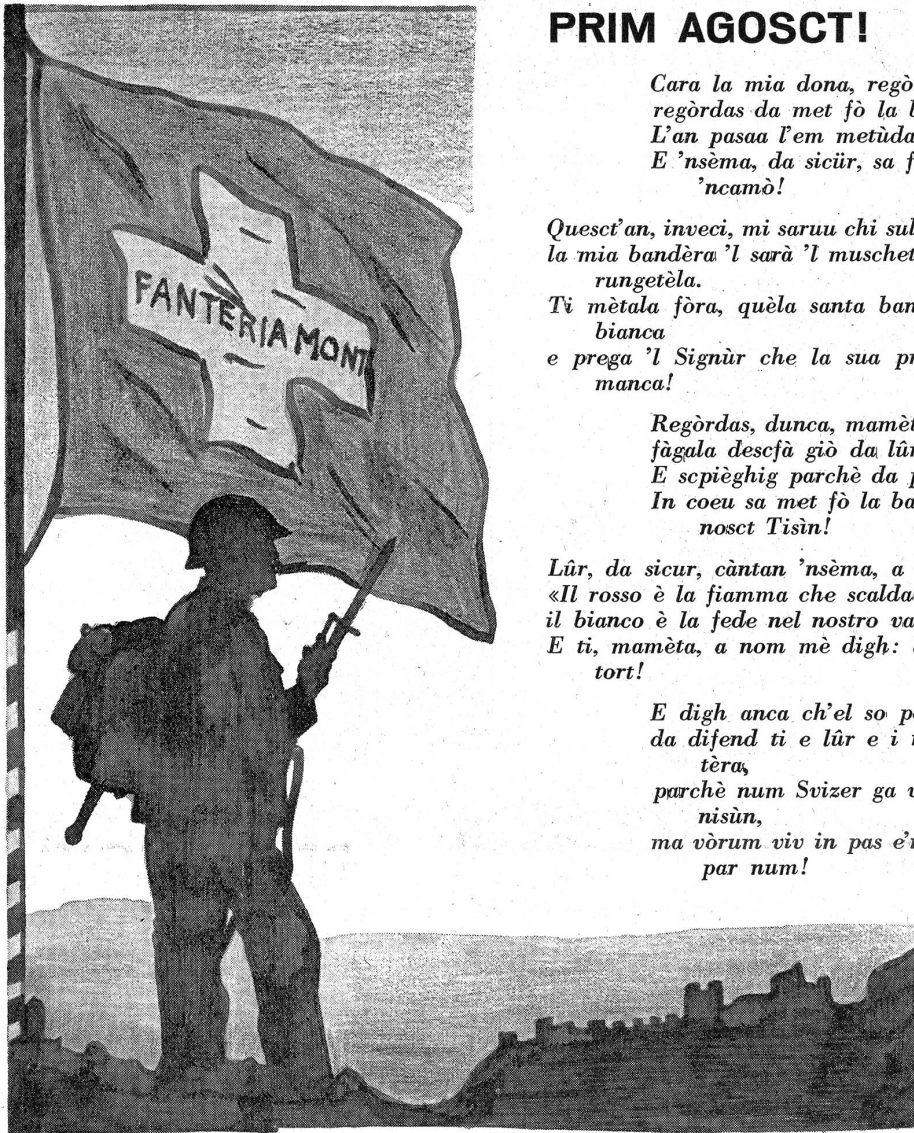 PRIM AGOSCT!
Cara la mia dona, regò
regòrdas da met fò la
L'an pasaa l'em metùda
E 'nsèma, da sicür, sa f
'ncamò!
Quesct'an, inveci, mi saruu chi sul
la mia bandèra 'l sarà 'l muschet
rungetèla.
Ti mètala fòra, quèla santa ban
bianca
e prega 'l Signùr che la sua pr
manca!
Regòrdas, dunca, mamèt
fàgala descfà giò da lûr
E scpièghig parchè da p
In coeu sa met fò la ba
nosct Tisìn!
Lûr, da sicur, càntan 'nsèma, a
«Il rosso è la fiamma che scalda
il bianco è la fede nel nostro va
E ti, mamèta, a nom mè digh:
tort!
E digh anca ch'el so p
da difend ti e lûr e i
tèra,
parchè num Svizer ga v
nisùn,
ma vòrum viv in pas e'n
par num!
FANTERIA MONT